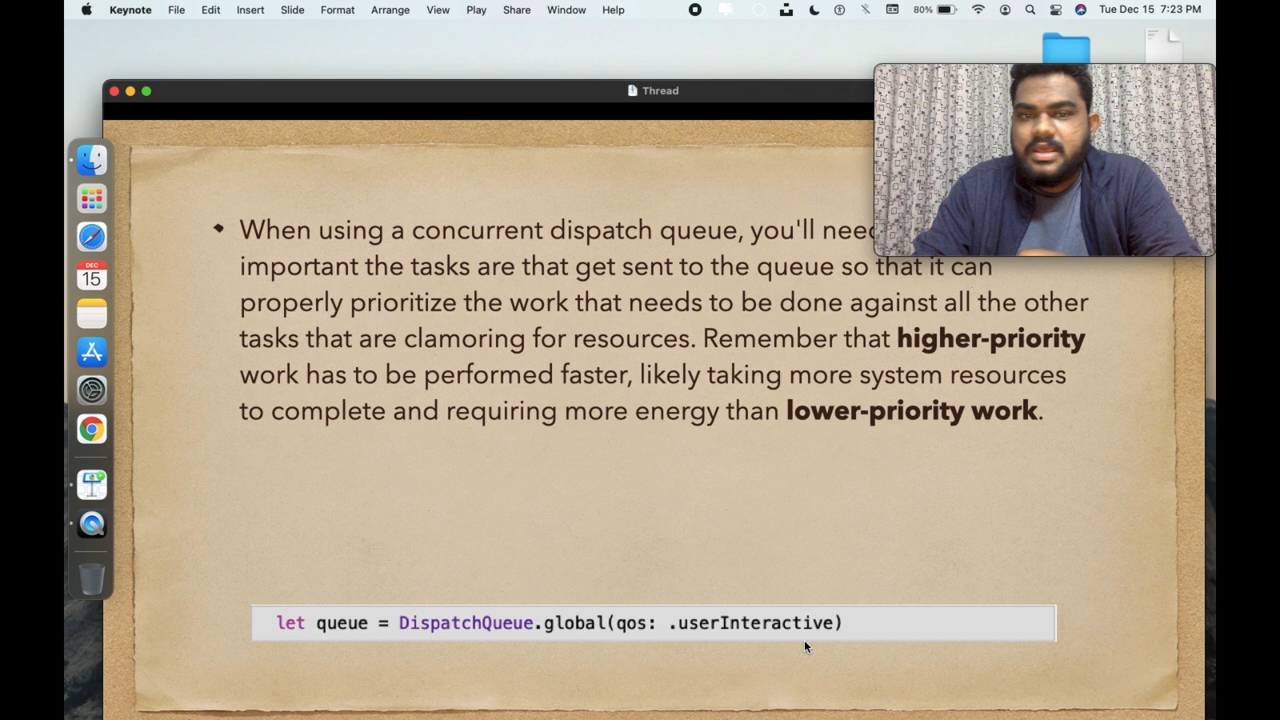 Keynote File Edit Insert Slide Format Arrange View Play Share Window Help 80% Tue Dec 15 7:23 PM
Thread
When using a concurrent dispatch queue, you'll need
important the tasks are that get sent to the queue so that it can
properly prioritize the work that needs to be done against all the other
tasks that are clamoring for resources. Remember that higher-priority
work has to be performed faster, likely taking more system resources
to complete and requiring more energy than lower-priority work.
DEC
15
let queue = DispatchQueue.global(qos: .userInteractive)